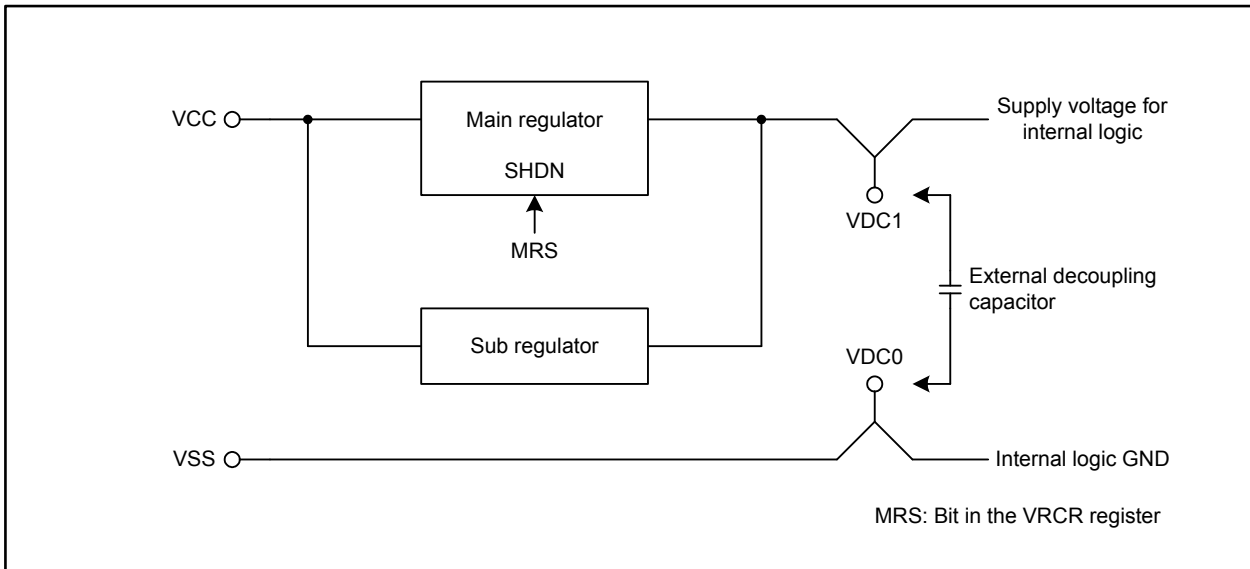 VCC
Main regulator
SHDN
MRS
Supply voltage for
internal logic
VDC1
External decoupling
capacitor
Sub regulator
VDC0
VSS
Internal logic GND
MRS: Bit in the VRCR register